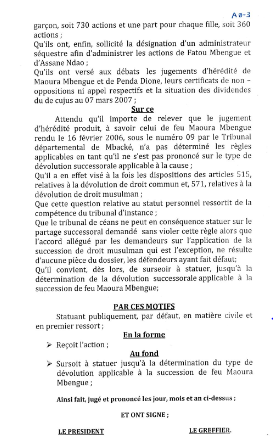 A a-3
garçon, soit 730 actions et une part pour chaque fille, soit 360
actions ;
Qu'ils ont, enfin, sollicité la désignation d'un administrateur
séquestre afin d'administrer les actions de Fatou Mbengue et
d'Assane Ndao ;
Qu'ils ont versé aux débats les jugements d'hérédité de
Maoura Mbengue et de Penda Dione, leurs certificats de non –
oppositions ni appel respectifs et la situation des dividendes
du de cujus au 07 mars 2007 ;
Sur ce
Attendu qu'il importe de relever que le jugement
d'hérédité produit, à savoir celui de feu Maoura Mbengue
rendu le 16 février 2006, sous le numéro 09 par le Tribunal
départemental de Mbacké, n'a pas déterminé les règles
applicables en tant qu'il ne s'est pas prononcé sur le type de
dévolution successorale applicable à la cause ;
Qu'il a en effet visé à la fois les dispositions des articles 515,
relatives à la dévolution de droit commun et, 571, relatives à la
dévolution de droit musulman ;
Que cette question relative au statut personnel ressortit de la
compétence du tribunal d'instance ;
Que le tribunal de céans ne peut en conséquence statuer sur le
partage successoral demandé sans violer cette règle alors que
l'accord allégué par les demandeurs sur l'application de la
succession de droit musulman qui est l'exception, ne résulte
d'aucune pièce du dossier, les défendeurs ayant fait défaut;
Qu'il convient, dès lors, de surseoir à statuer, jusqu'à la
détermination de la dévolution successorale applicable à la
succession de feu Maoura Mbengue;
PAR CES MOTIFS
Statuant publiquement, par défaut, en matière civile et
en premier ressort ;
En la forme
➢ Reçoit l'action ;
Au fond
➢ Sursoit à statuer jusqu'à la détermination du type de
dévolution applicable à la succession de feu Maoura
Mbengue ;
Ainsi fait, jugé et prononcé les jour, mois et an ci-dessus ;
ET ONT SIGNE ;
LE PRESIDENT LE GREFFIER.